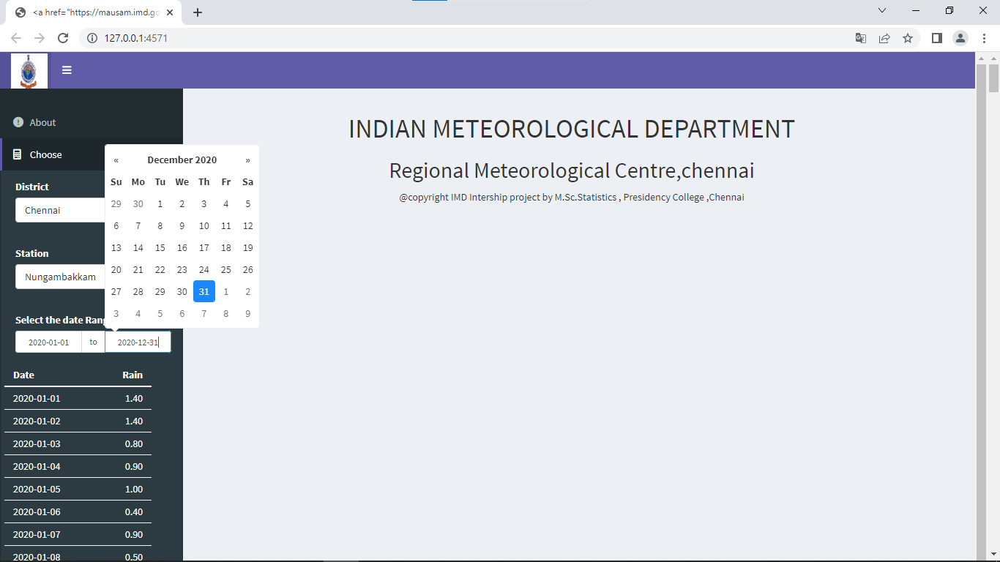 <a href="https://mausam.imd.go
127.0.0.1:4571
About
Choose
District
Chennai
Station
Nungambakkam
Select the date Rang
2020-01-01 to 2020-12-31
« December 2020 »
Su Mo Tu We Th Fr Sa
29 30 1 2 3 4 5
6 7 8 9 10 11 12
13 14 15 16 17 18 19
20 21 22 23 24 25 26
27 28 29 30 31 1 2
3 4 5 6 7 8 9
Date Rain
2020-01-01 1.40
2020-01-02 1.40
2020-01-03 0.80
2020-01-04 0.90
2020-01-05 1.00
2020-01-06 0.40
2020-01-07 0.90
2020-01-08 0.50
INDIAN METEOROLOGICAL DEPARTMENT
Regional Meteorological Centre,chennai
@copyright IMD Intership project by M.Sc.Statistics , Presidency College ,Chennai